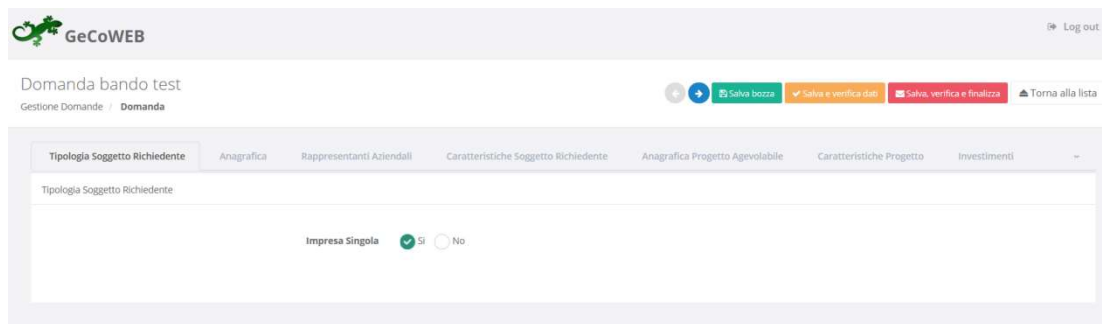 GeCoWEB
Log out
Domanda bando test
Gestione Domande / Domanda
Salva bozza
Salva e verifica dati
Salva, verifica e finalizza
Torna alla lista
Tipologia Soggetto Richiedente
Anagrafica
Rappresentanti Aziendali
Caratteristiche Soggetto Richiedente
Anagrafica Progetto Agevolabile
Caratteristiche Progetto
Investimenti
Tipologia Soggetto Richiedente
Impresa Singola Si No